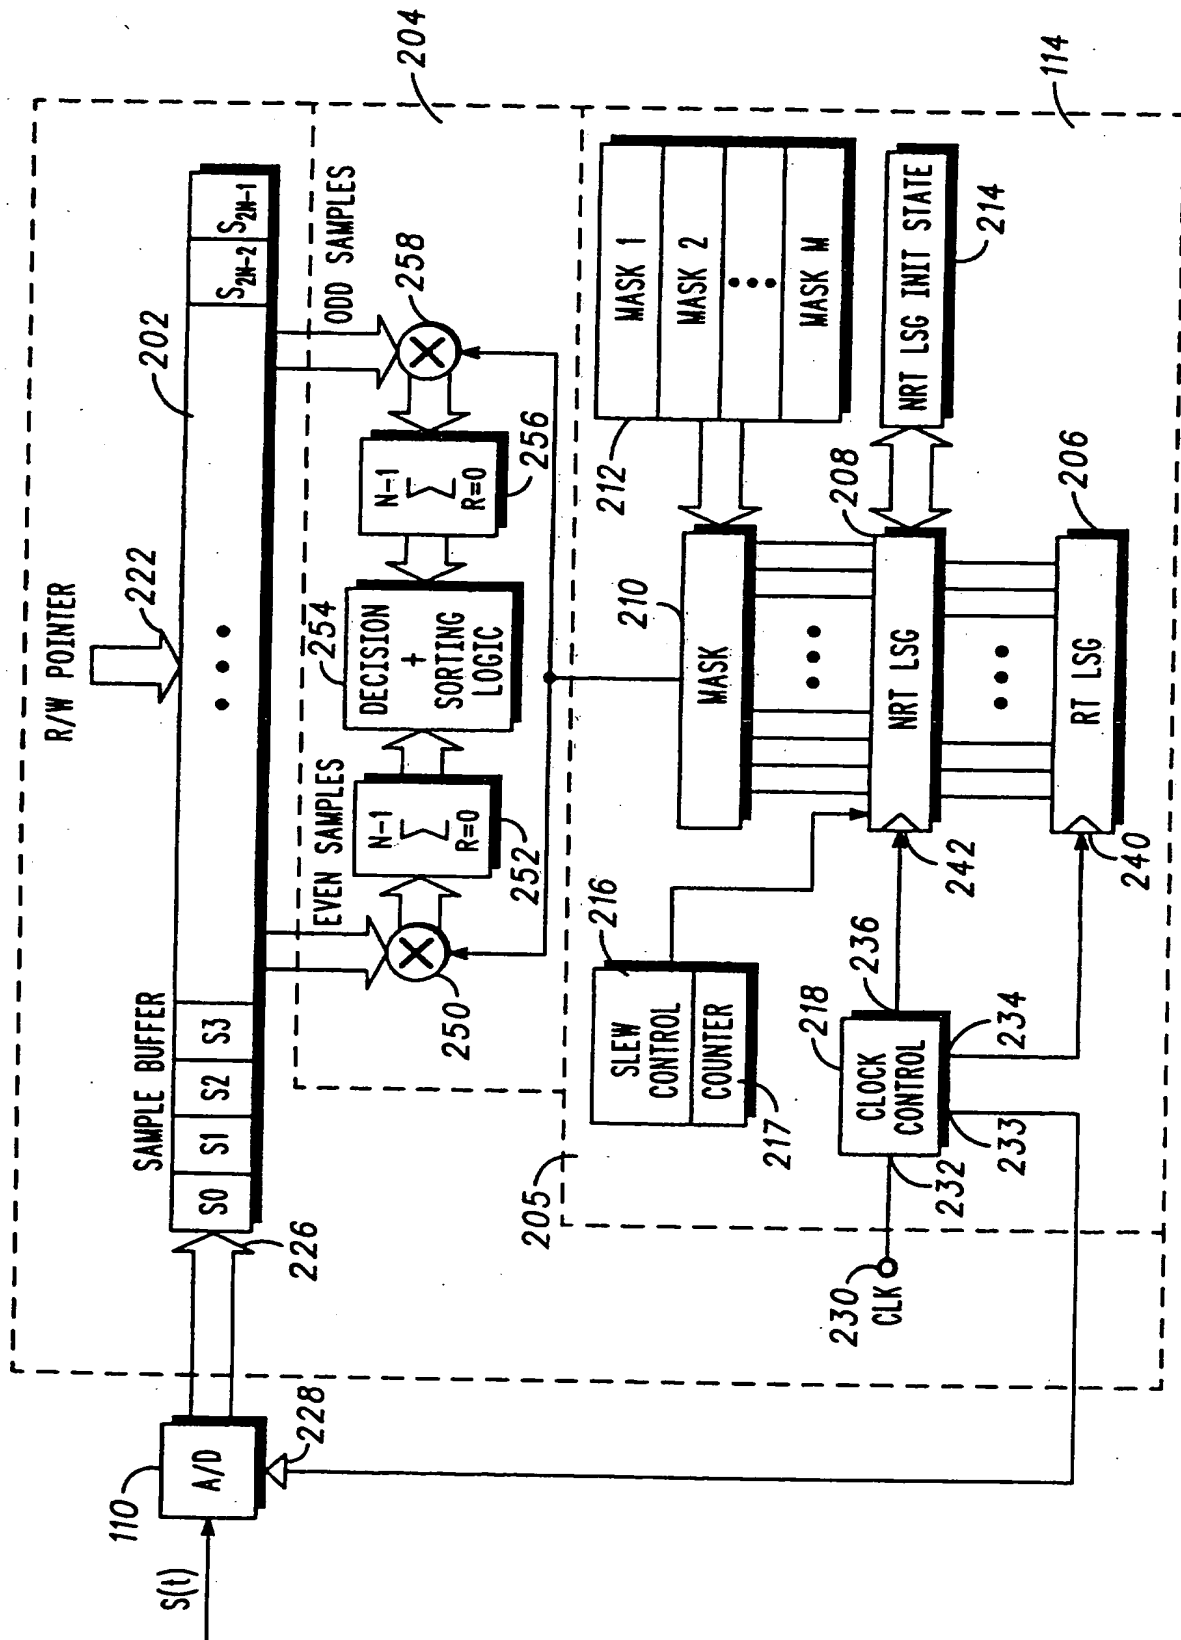 S(t)
110
A/D
228
226
SAMPLE BUFFER
S0
S1
S2
S3
R/W POINTER
222
202
S2N-2
S2N-1
204
EVEN SAMPLES
ODD SAMPLES
250
N-1
∑
R=0
252
254
DECISION
+
SORTING
LOGIC
N-1
∑
R=0
256
258
205
216
SLEW
CONTROL
COUNTER
217
210
MASK
212
MASK 1
MASK 2
MASK M
230
CLK
232
218
CLOCK
CONTROL
236
233
234
242
208
NRT LSG
NRT LSG INIT STATE
214
240
RT LSG
206
114